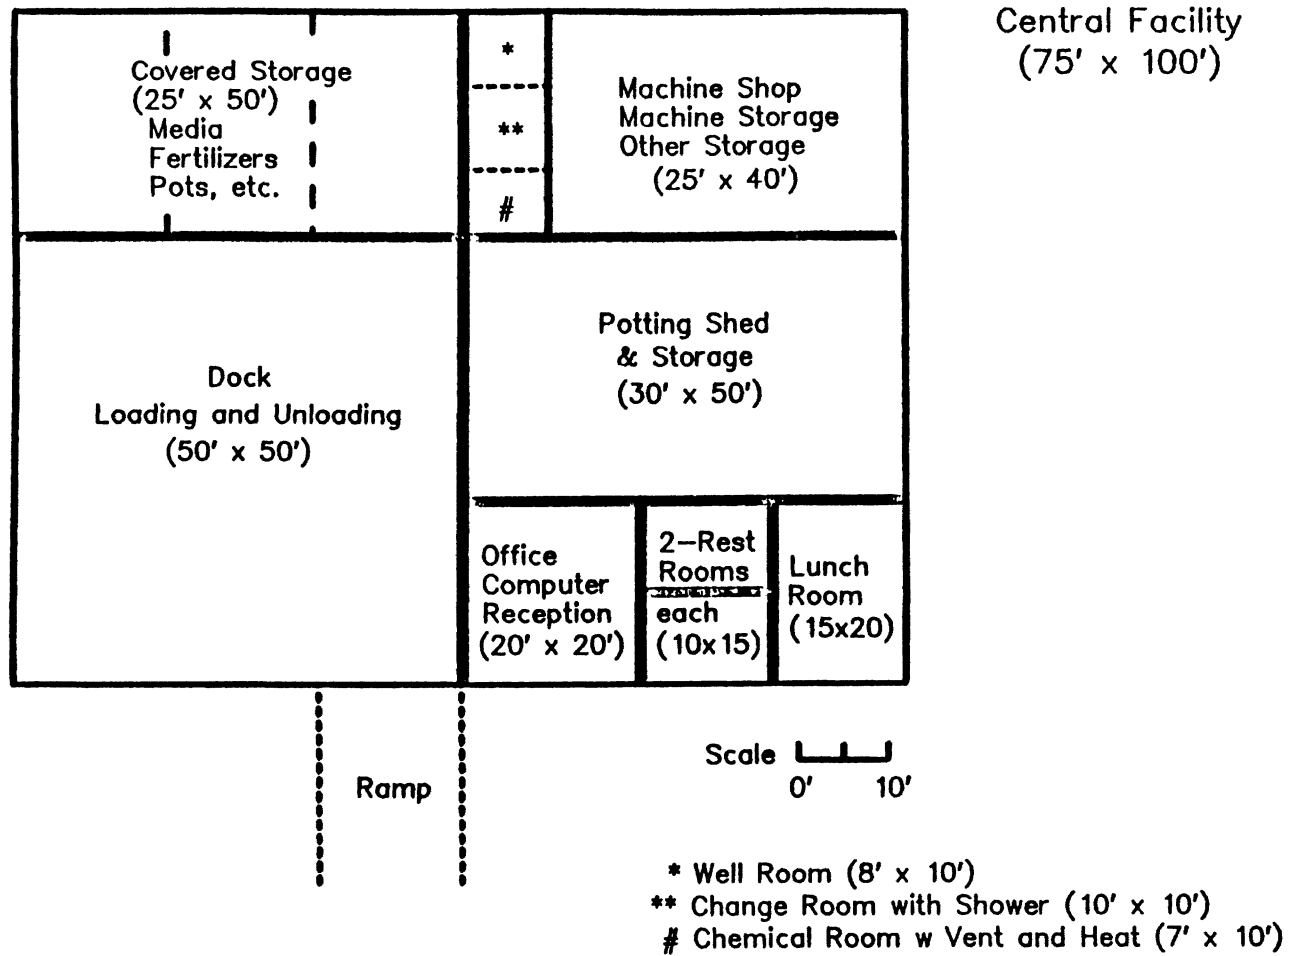 Central Facility
(75' x 100')
Covered Storage
(25' x 50')
Media
Fertilizers
Pots, etc.
*
**
#
Machine Shop
Machine Storage
Other Storage
(25' x 40')
Dock
Loading and Unloading
(50' x 50')
Potting Shed
& Storage
(30' x 50')
Office
Computer
Reception
(20' x 20')
2-Rest
Rooms
each
(10x15)
Lunch
Room
(15x20)
Ramp
Scale
0' 10'
* Well Room (8' x 10')
** Change Room with Shower (10' x 10')
# Chemical Room w Vent and Heat (7' x 10')